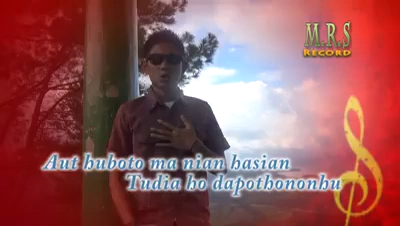 M.R.S
RECORD
Aut huboto ma nian hasian
Tudia ho dapothononhu